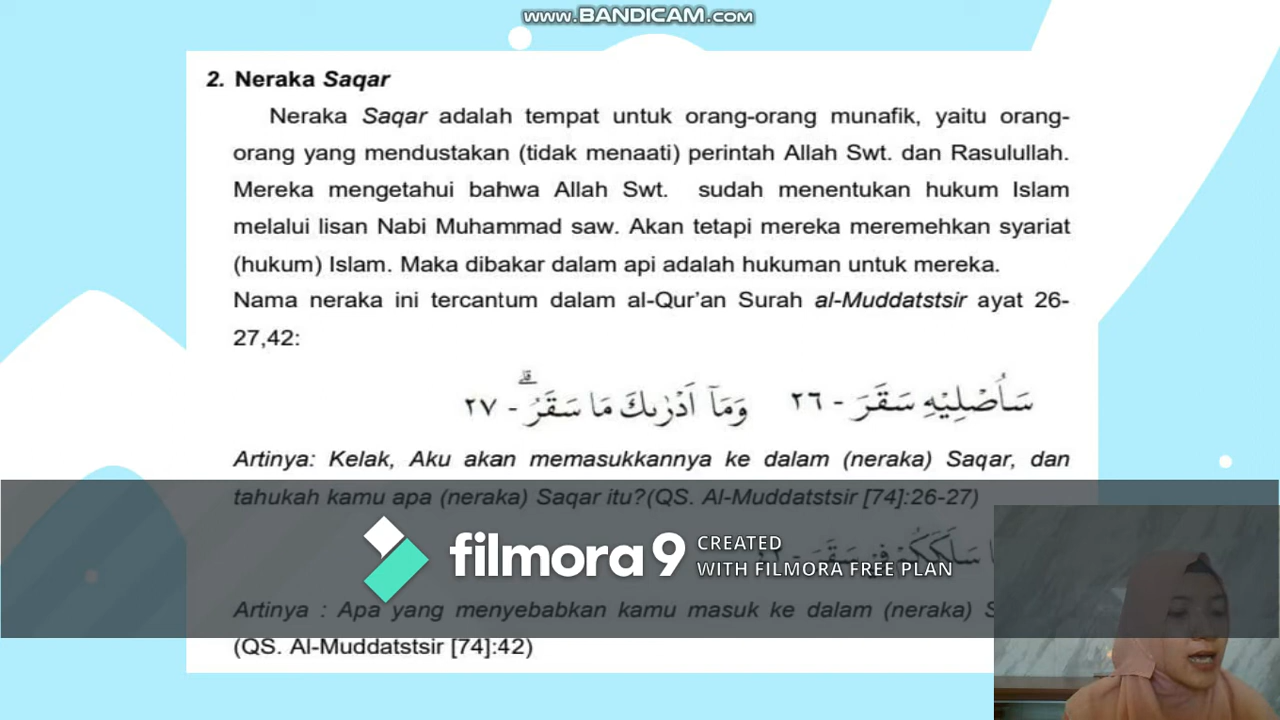 www.BANDICAM.com
2. Neraka Saqar
Neraka Saqar adalah tempat untuk orang-orang munafik, yaitu orang-
orang yang mendustakan (tidak menaati) perintah Allah Swt. dan Rasulullah.
Mereka mengetahui bahwa Allah Swt. sudah menentukan hukum Islam
melalui lisan Nabi Muhammad saw. Akan tetapi mereka meremehkan syariat
(hukum) Islam. Maka dibakar dalam api adalah hukuman untuk mereka.
Nama neraka ini tercantum dalam al-Qur’an Surah al-Muddatstsir ayat 26-
27,42:
سَاُصْلِيْهِ سَقَرَ - ٢٦ وَمَآ اَدْرٰىكَ مَا سَقَرُۗ - ٢٧
Artinya: Kelak, Aku akan memasukkannya ke dalam (neraka) Saqar, dan
tahukah kamu apa (neraka) Saqar itu?(QS. Al-Muddatstsir [74]:26-27)
سَلَكَكُمْ فِيْ سَقَرَ -
filmora9 CREATED
WITH FILMORA FREE PLAN
Artinya : Apa yang menyebabkan kamu masuk ke dalam (neraka)
(QS. Al-Muddatstsir [74]:42)